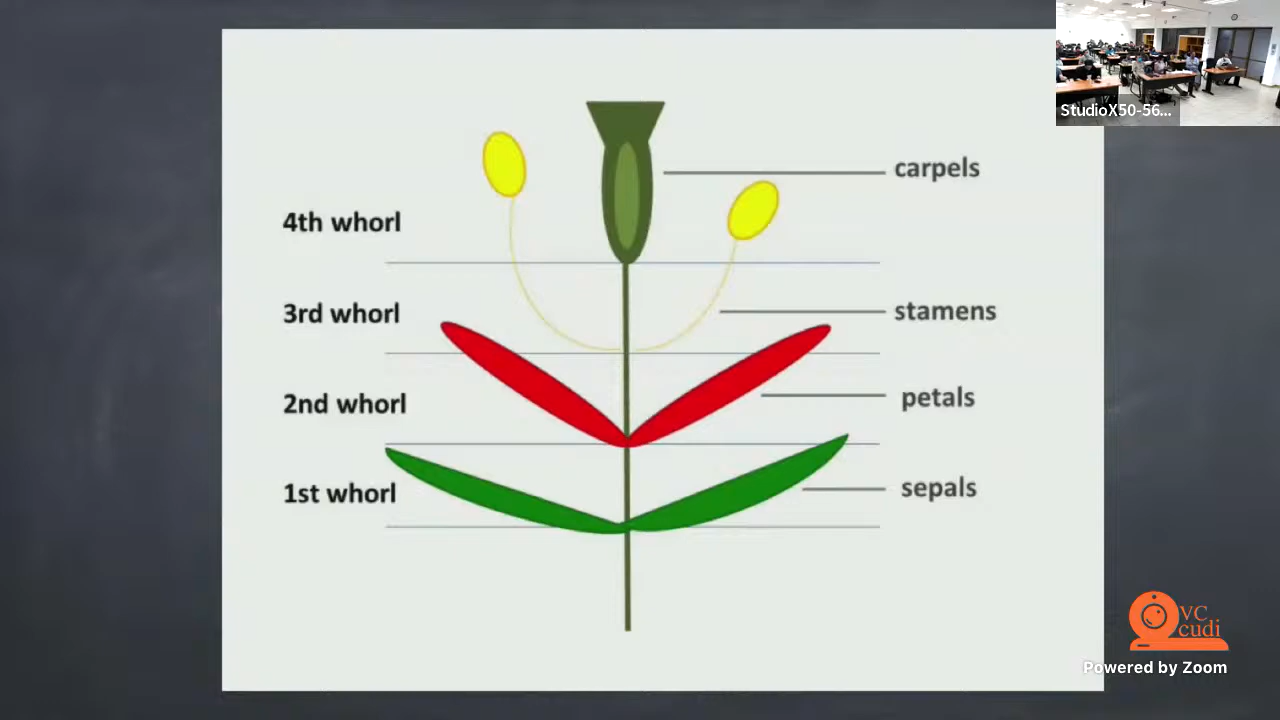 StudioX50-56...
carpels
4th whorl
3rd whorl
stamens
2nd whorl
petals
1st whorl
sepals
VC
cudi
Powered by Zoom